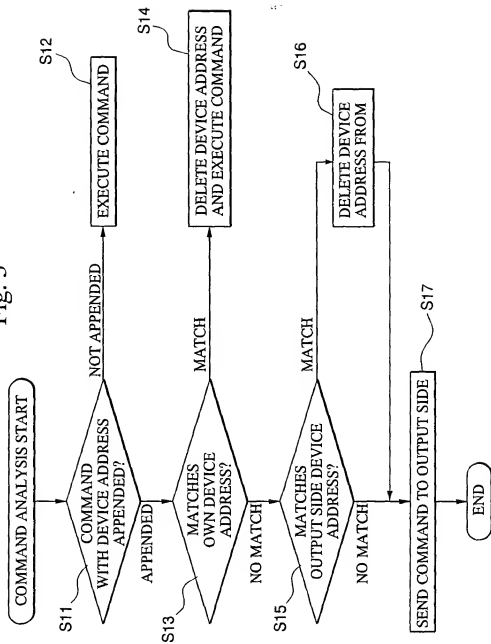 Fig. 5
COMMAND ANALYSIS START
S11
COMMAND
WITH DEVICE ADDRESS
APPENDED?
NOT APPENDED
S12
EXECUTE COMMAND
APPENDED
S13
MATCHES
OWN DEVICE
ADDRESS?
MATCH
S14
DELETE DEVICE ADDRESS
AND EXECUTE COMMAND
NO MATCH
S15
MATCHES
OUTPUT SIDE DEVICE
ADDRESS?
MATCH
S16
DELETE DEVICE
ADDRESS FROM
NO MATCH
S17
SEND COMMAND TO OUTPUT SIDE
END